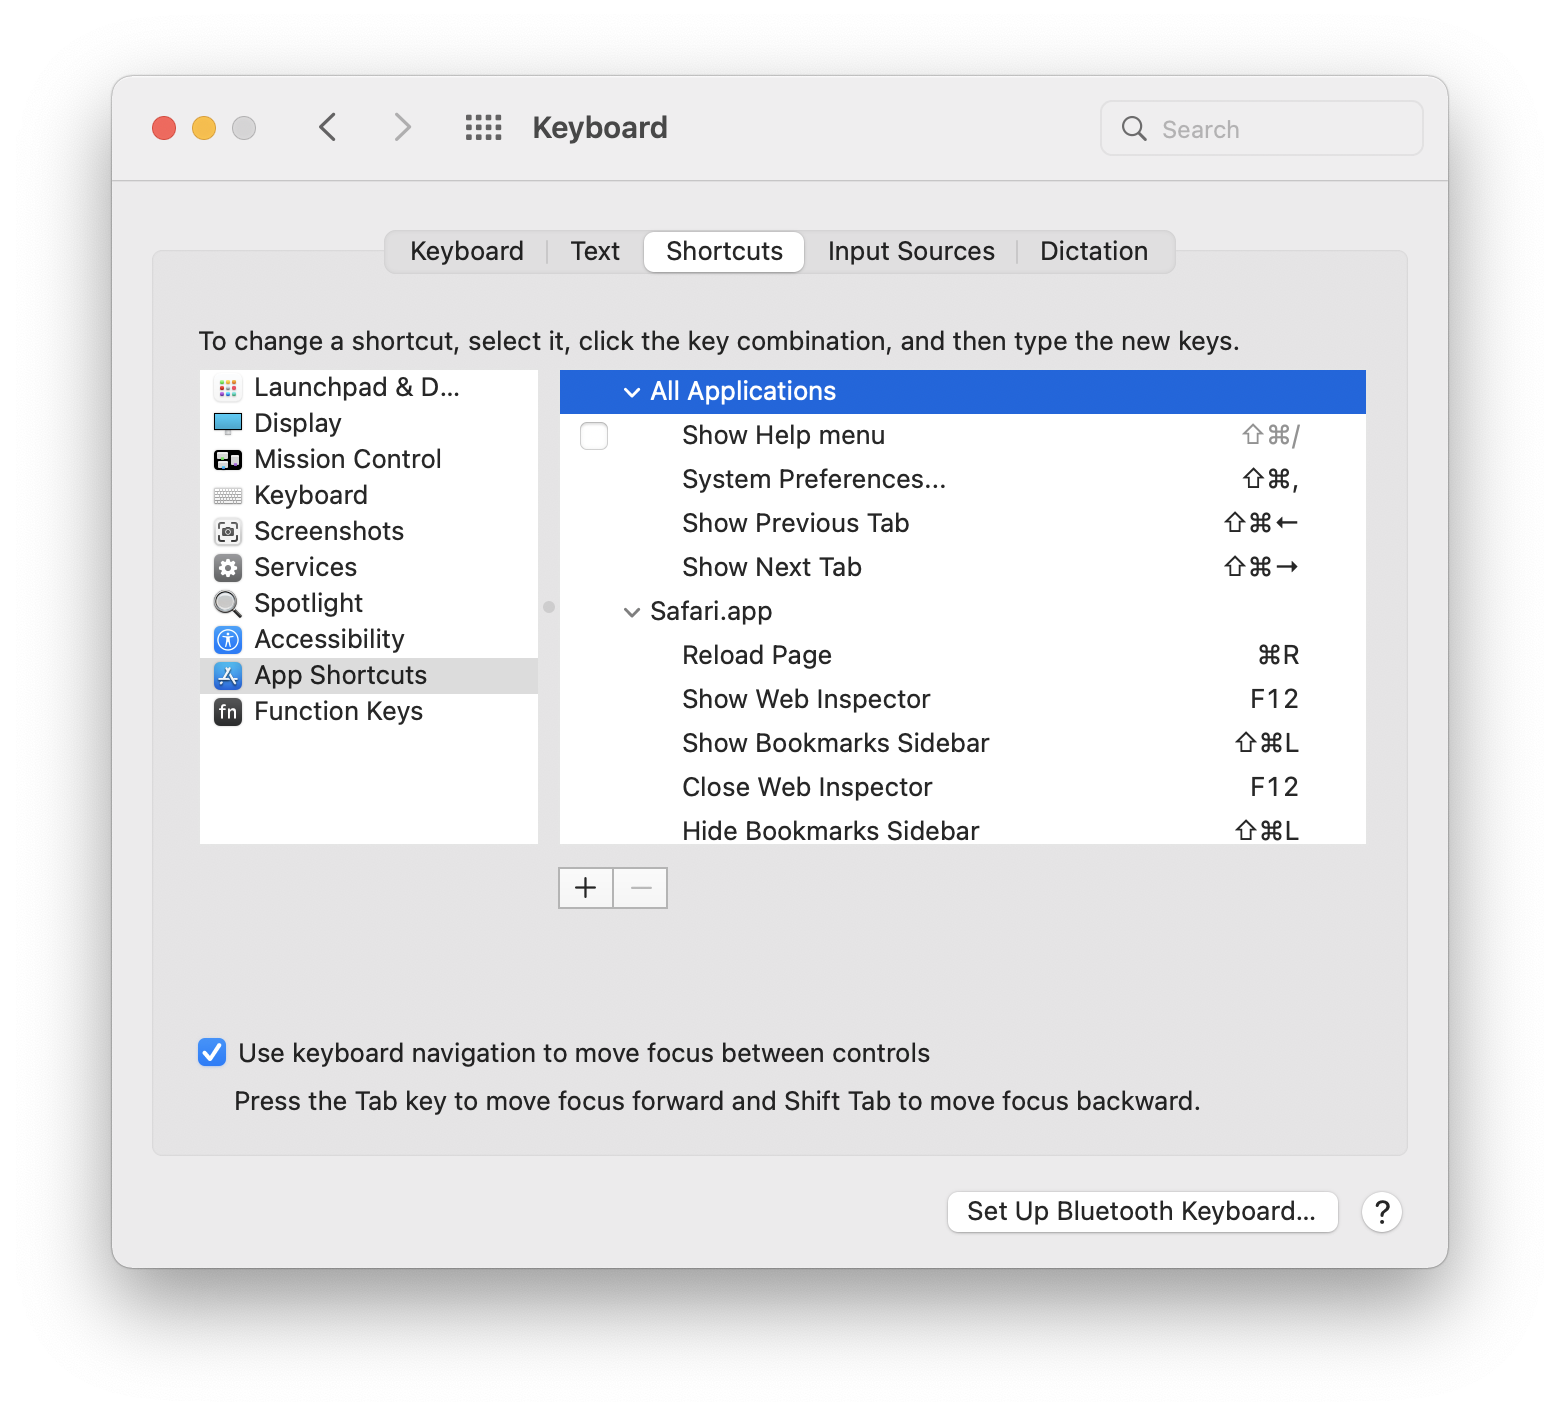 Keyboard
Search
Keyboard
Text
Shortcuts
Input Sources
Dictation
To change a shortcut, select it, click the key combination, and then type the new keys.
Launchpad & D...
Display
Mission Control
Keyboard
Screenshots
Services
Spotlight
Accessibility
App Shortcuts
fn Function Keys
All Applications
Show Help menu ⇧⌘/
System Preferences... ⇧⌘,
Show Previous Tab ⇧⌘←
Show Next Tab ⇧⌘→
Safari.app
Reload Page ⌘R
Show Web Inspector F12
Show Bookmarks Sidebar ⇧⌘L
Close Web Inspector F12
Hide Bookmarks Sidebar ⇧⌘L
+ −
Use keyboard navigation to move focus between controls
Press the Tab key to move focus forward and Shift Tab to move focus backward.
Set Up Bluetooth Keyboard...
?